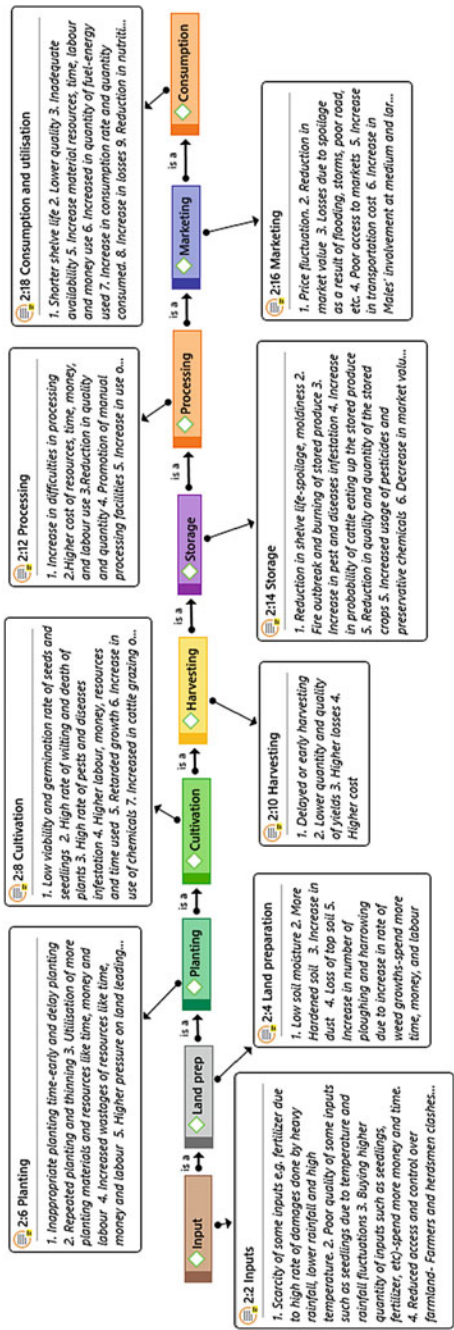 2:6 Planting
1. Inappropriate planting time-early and delay planting
2. Repeated planting and thinning 3. Utilisation of more
planting materials and resources like time, money and
labour 4. Increased wastages of resources like time,
money and labour 5. Higher pressure on land leading...
2:8 Cultivation
1. Low viability and germination rate of seeds and
seedlings 2. High rate of wilting and death of
plants 3. High rate of pests and diseases
infestation 4. Higher labour, money, resources
and time used 5. Retarded growth 6. Increase in
use of chemicals 7. Increased in cattle grazing o...
2:12 Processing
1. Increase in difficulties in processing
2.Higher cost of resources, time, money,
and labour use 3.Reduction in quality
and quantity 4. Promotion of manual
processing facilities 5. Increase in use o...
2:18 Consumption and utilisation
1. Shorter shelve life 2. Lower quality 3. Inadequate
availability 5. Increase material resources, time, labour
and money use 6. Increased in quantity of fuel-energy
used 7. Increase in consumption rate and quantity
consumed. 8. Increase in losses 9. Reduction in nutriti...
Input
is a
Land prep
is a
Planting
is a
Cultivation
is a
Harvesting
is a
Storage
is a
Processing
is a
Marketing
is a
Consumption
2:2 Inputs
1. Scarcity of some inputs e.g. fertilizer due
to high rate of damages done by heavy
rainfall, lower rainfall and high
temperature. 2. Poor quality of some inputs
such as seedlings due to temperature and
rainfall fluctuations 3. Buying higher
quantity of inputs such as seedlings,
fertilizer, etc)-spend more money and time.
4. Reduced access and control over
farmland- Farmers and herdsmen clashes...
2:4 Land preparation
1. Low soil moisture 2. More
Hardened soil 3. Increase in
dust 4. Loss of top soil 5.
Increase in number of
ploughing and harrowing
due to increase in rate of
weed growths-spend more
time, money, and labour
2:10 Harvesting
1. Delayed or early harvesting
2. Lower quantity and quality
of yields 3. Higher losses 4.
Higher cost
2:14 Storage
1. Reduction in shelve life-spoilage, moldiness 2.
Fire outbreak and burning of stored produce 3.
Increase in pest and diseases infestation 4. Increase
in probability of cattle eating up the stored produce
5. Reduction in quality and quantity of the stored
crops 5. Increased usage of pesticides and
preservative chemicals 6. Decrease in market valu...
2:16 Marketing
1. Price fluctuation. 2. Reduction in
market value 3. Losses due to spoilage
as a result of flooding, storms, poor road,
etc. 4. Poor access to markets 5. Increase
in transportation cost 6. Increase in
Males' involvement at medium and lar...